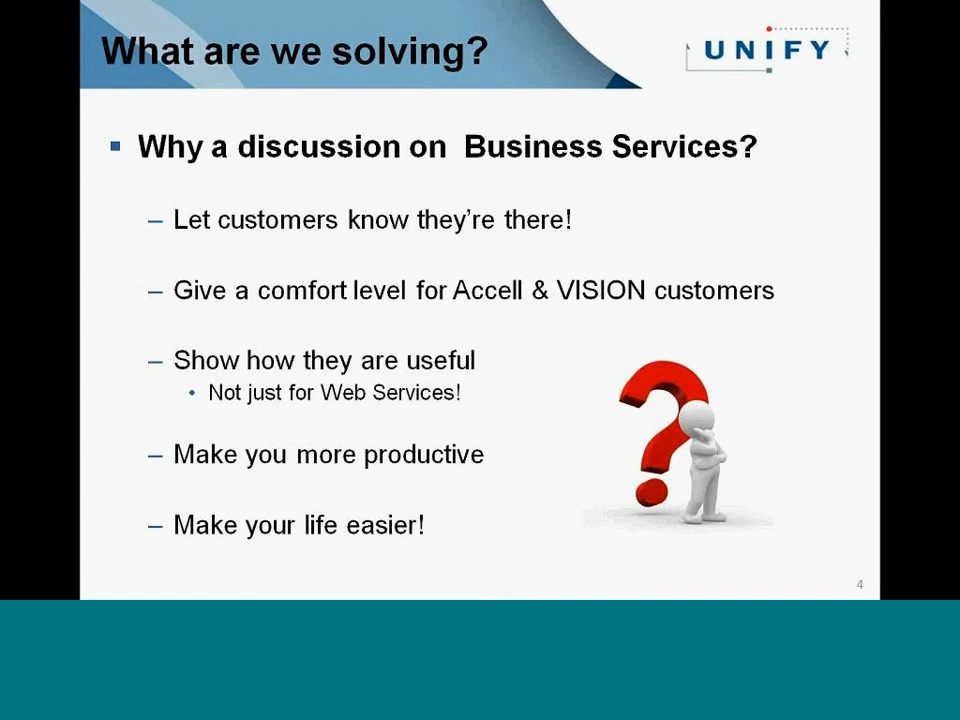 What are we solving?
UNIFY
Why a discussion on Business Services?
– Let customers know they’re there!
– Give a comfort level for Accell & VISION customers
– Show how they are useful
• Not just for Web Services!
– Make you more productive
– Make your life easier!
4